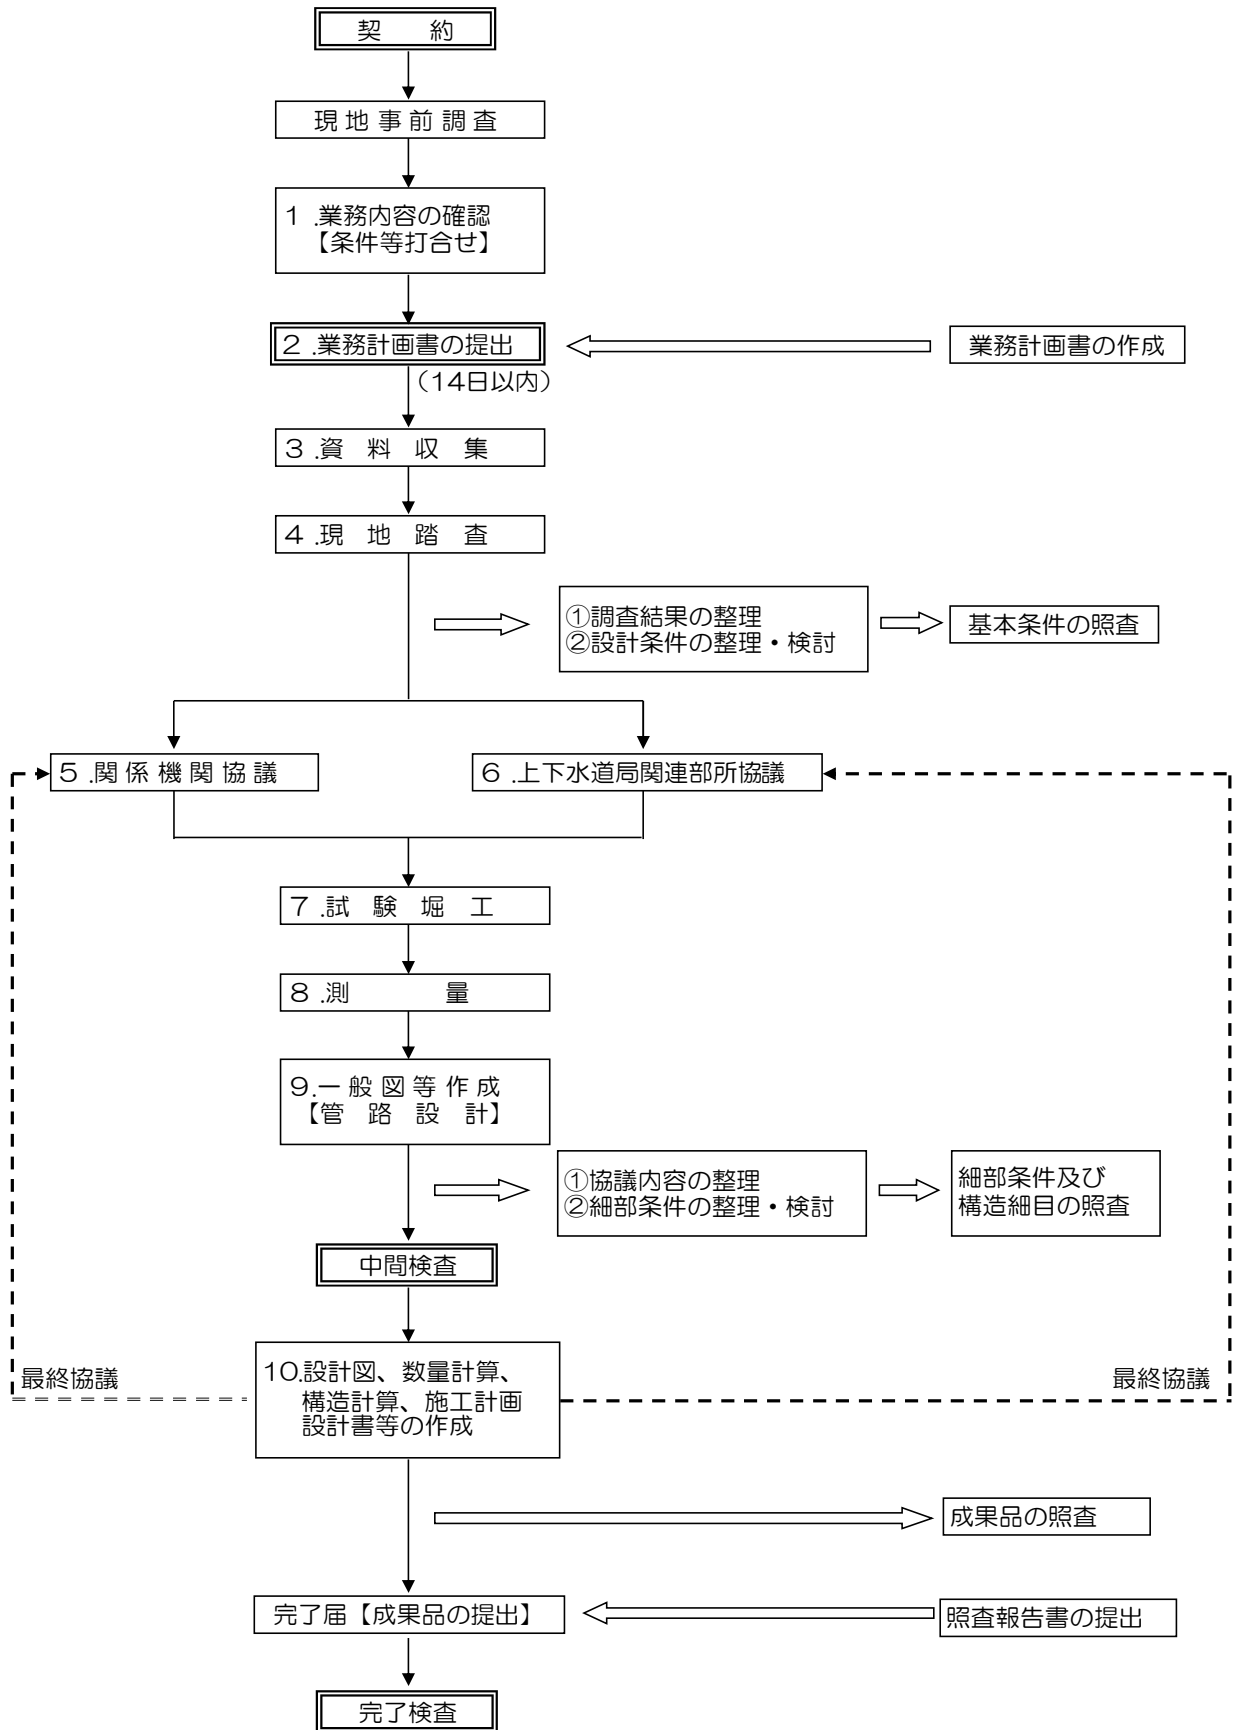 契　約
現地事前調査
１.業務内容の確認
【条件等打合せ】
２.業務計画書の提出
業務計画書の作成
（14日以内）
３.資料収集
４.現地踏査
①調査結果の整理
②設計条件の整理・検討
基本条件の照査
５.関係機関協議
６.上下水道局関連部所協議
７.試験堀工
８.測　量
９.一般図等作成
【管路設計】
①協議内容の整理
②細部条件の整理・検討
細部条件及び
構造細目の照査
中間検査
最終協議
10.設計図、数量計算、
構造計算、施工計画
設計書等の作成
最終協議
成果品の照査
完了届【成果品の提出】
照査報告書の提出
完了検査